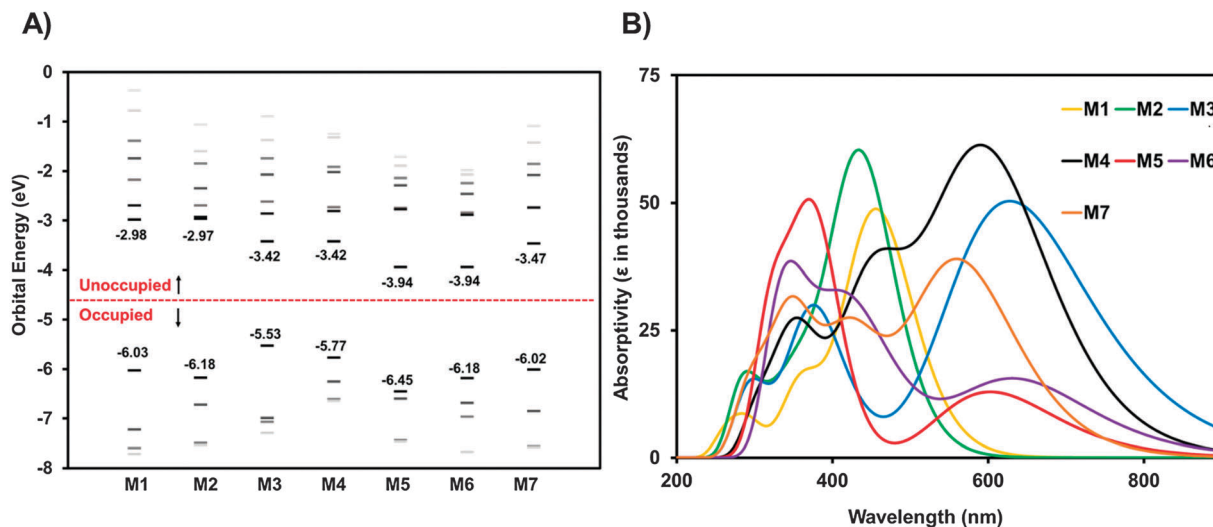 A)
0
-1
-2
-3
-4
-5
-6
-7
-8
Orbital Energy (eV)
-2.98
-2.97
-3.42
-3.42
-3.94
-3.94
-3.47
Unoccupied
Occupied
-6.03
-6.18
-5.53
-5.77
-6.45
-6.18
-6.02
M1 M2 M3 M4 M5 M6 M7
B)
75
50
25
0
Absorptivity (ε in thousands)
M1 M2 M3
M4 M5 M6
M7
200 400 600 800
Wavelength (nm)